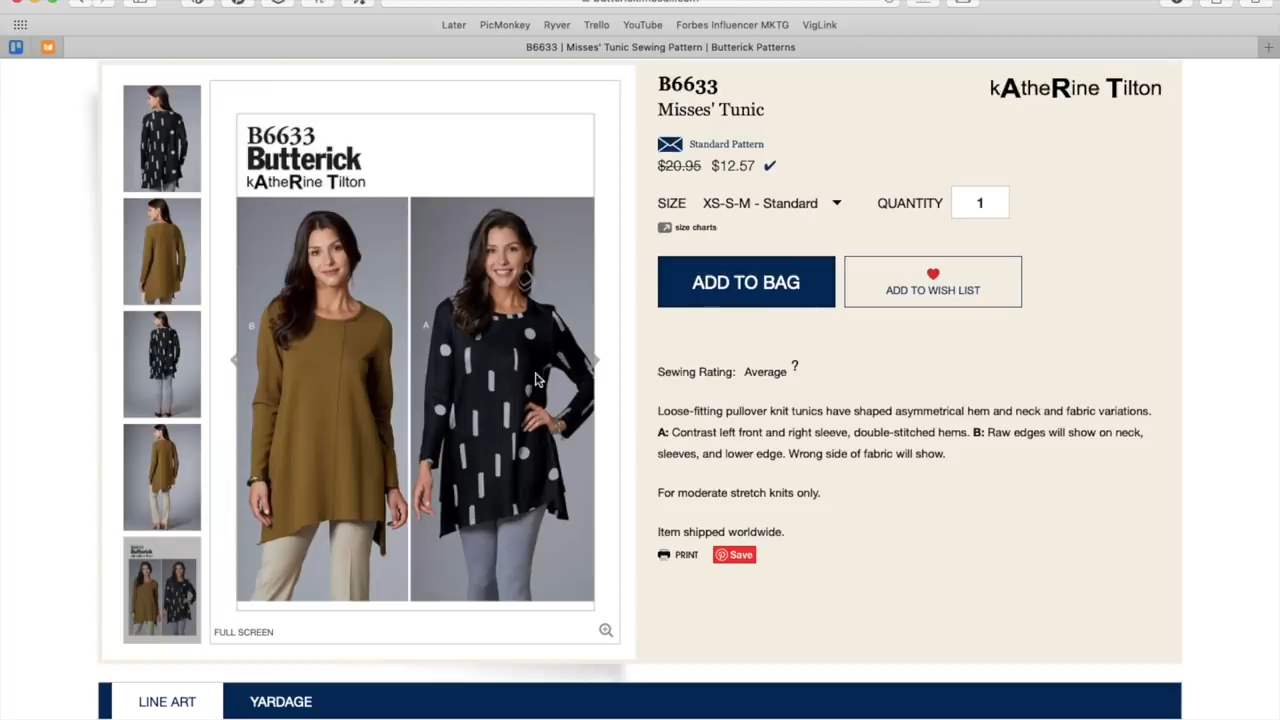 Later PicMonkey Ryver Trello YouTube Forbes Influencer MKTG VigLink
B6633 | Misses' Tunic Sewing Pattern | Butterick Patterns
B6633
Butterick
kAtheRine Tilton
B
A
FULL SCREEN
B6633
kAtheRine Tilton
Misses' Tunic
Standard Pattern
$20.95 $12.57
SIZE XS-S-M - Standard QUANTITY 1
size charts
ADD TO BAG
ADD TO WISH LIST
Sewing Rating: Average ?
Loose-fitting pullover knit tunics have shaped asymmetrical hem and neck and fabric variations.
A: Contrast left front and right sleeve, double-stitched hems. B: Raw edges will show on neck,
sleeves, and lower edge. Wrong side of fabric will show.
For moderate stretch knits only.
Item shipped worldwide.
PRINT Save
LINE ART YARDAGE